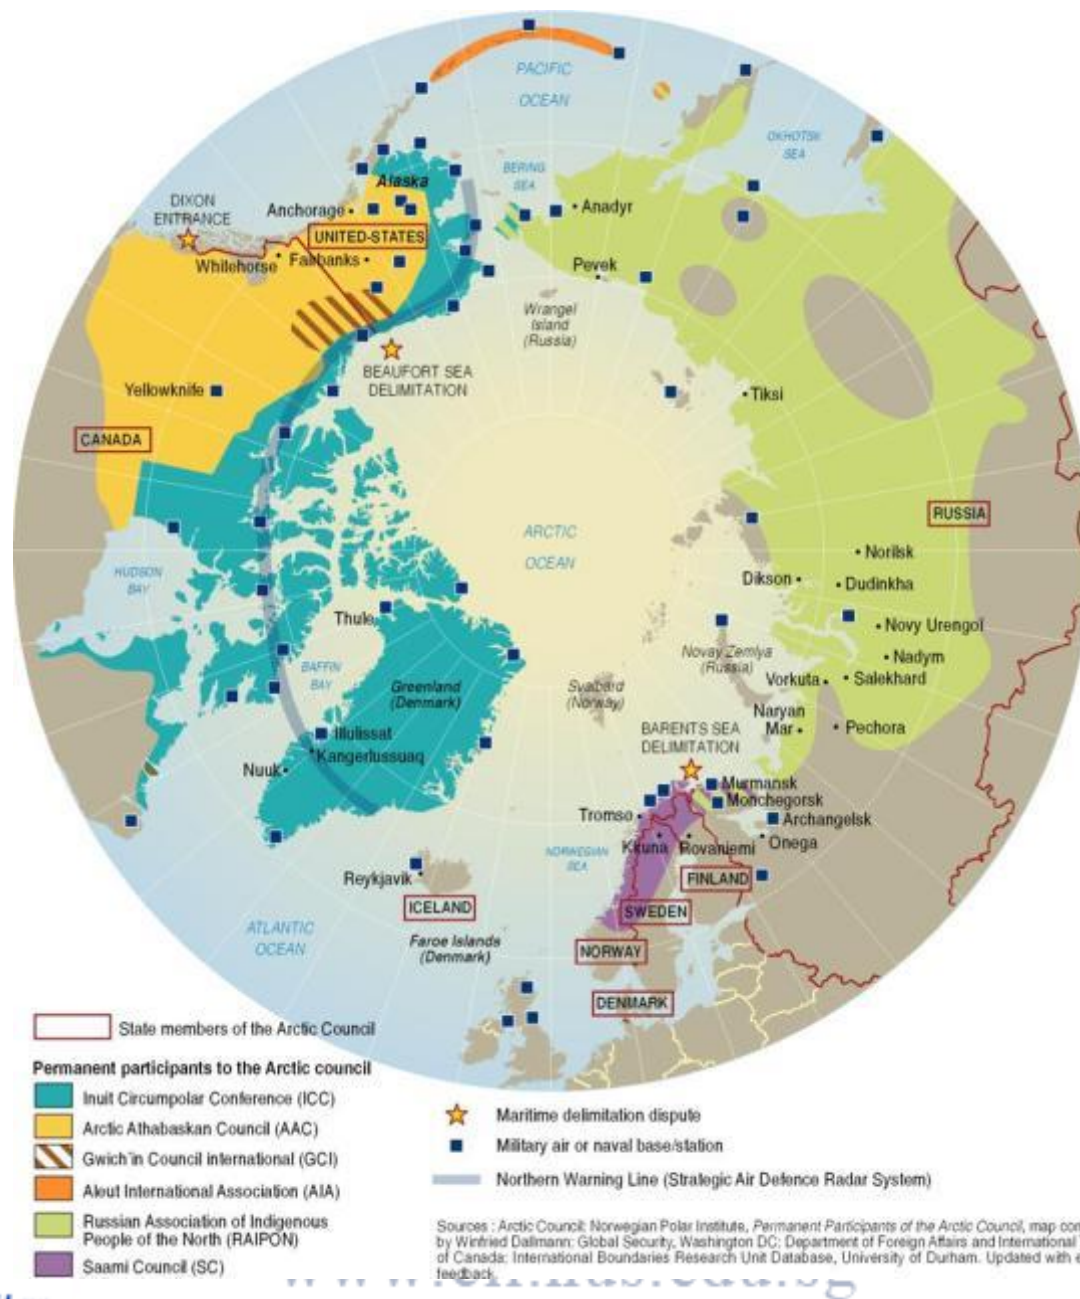 PACIFIC
OCEAN
OKHOTSK
SEA
BERING
SEA
Alaska
DIXON
ENTRANCE
Anchorage
Anadyr
UNITED-STATES
Whitehorse
Fairbanks
Pevek
Wrangel
Island
(Russia)
BEAUFORT SEA
DELIMITATION
Yellowknife
Tiksi
CANADA
RUSSIA
ARCTIC
OCEAN
Norilsk
HUDSON
BAY
Dikson
Dudinkha
Thule
Novy Urengoi
Novay Zemlya
(Russia)
Nadym
BAFFIN
BAY
Greenland
(Denmark)
Svalbard
(Norway)
Vorkuta
Salekhard
Naryan
Mar
BARENTS SEA
DELIMITATION
Pechora
Illulissat
Kangerlussuaq
Nuuk
Murmansk
Monchegorsk
Tromso
Archangelsk
Kiruna
Rovaniemi
Onega
NORWEGIAN
SEA
Reykjavik
FINLAND
ICELAND
SWEDEN
ATLANTIC
OCEAN
Faroe Islands
(Denmark)
NORWAY
DENMARK
State members of the Arctic Council
Permanent participants to the Arctic council
Inuit Circumpolar Conference (ICC)
Arctic Athabaskan Council (AAC)
Gwich'in Council international (GCI)
Aleut International Association (AIA)
Russian Association of Indigenous
People of the North (RAIPON)
Saami Council (SC)
Maritime delimitation dispute
Military air or naval base/station
Northern Warning Line (Strategic Air Defence Radar System)
Sources : Arctic Council: Norwegian Polar Institute, Permanent Participants of the Arctic Council, map
by Winfried Dallmann: Global Security, Washington DC: Department of Foreign Affairs and International
of Canada: International Boundaries Research Unit Database, University of Durham. Updated with
feedback.